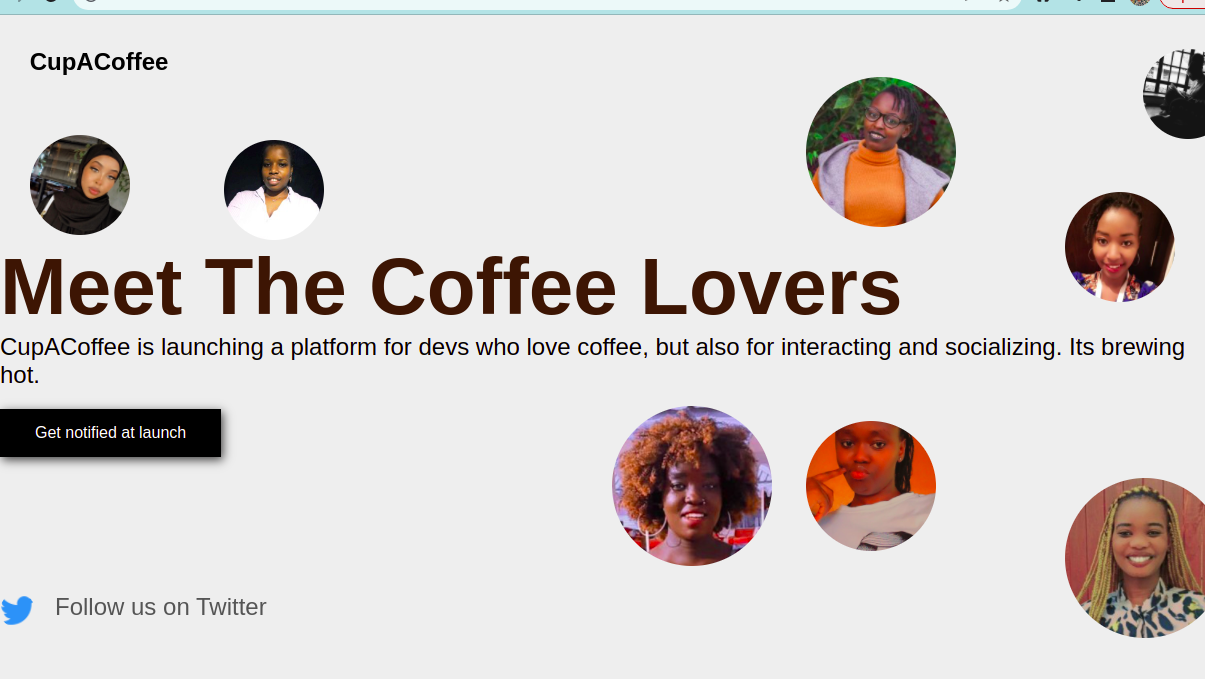 CupACoffee
Meet The Coffee Lovers
CupACoffee is launching a platform for devs who love coffee, but also for interacting and socializing. Its brewing
hot.
Get notified at launch
Follow us on Twitter